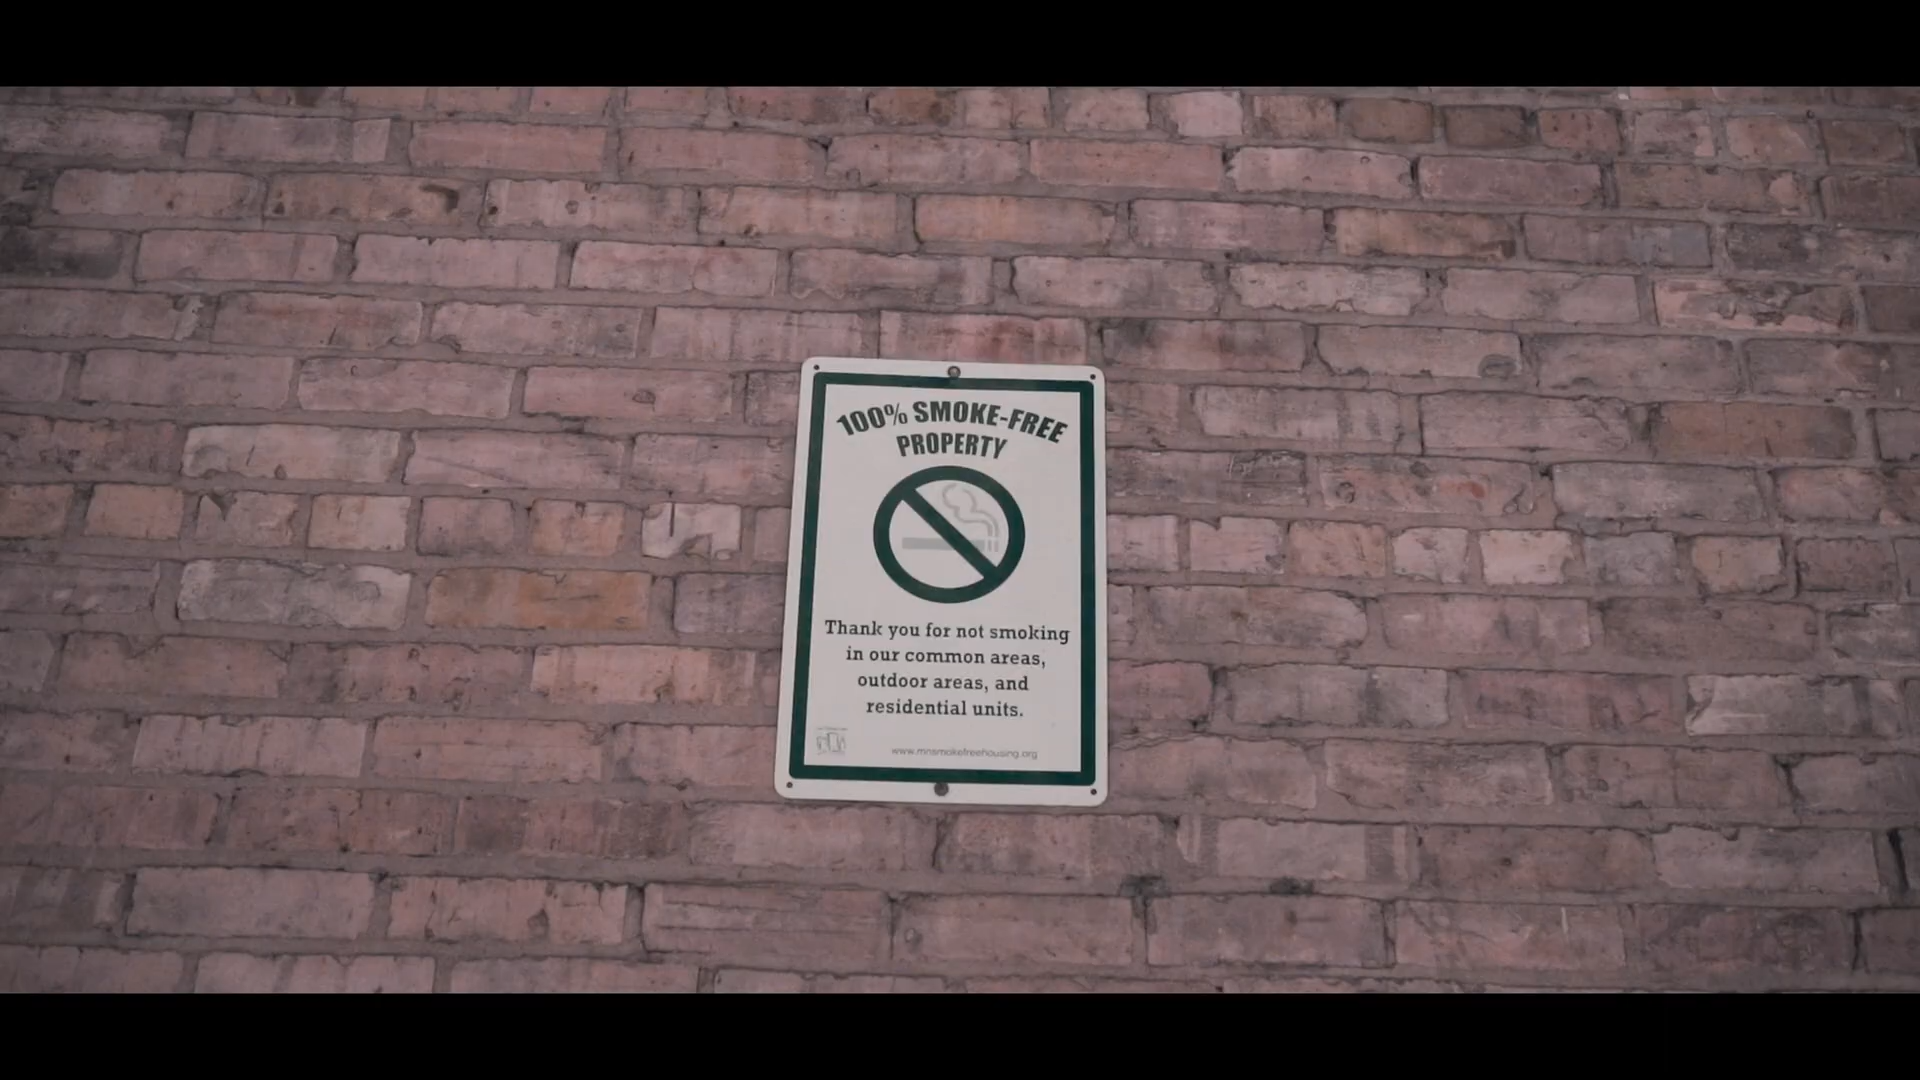 100% SMOKE-FREE
PROPERTY
Thank you for not smoking
in our common areas,
outdoor areas, and
residential units.
www.mnsmokefreehousing.org